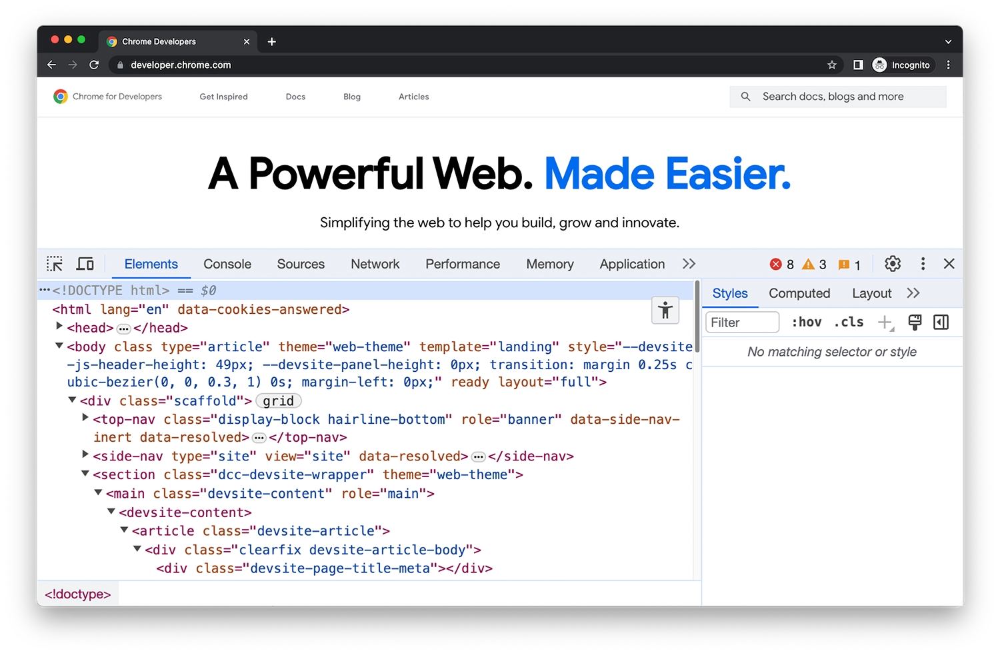 Chrome Developers
developer.chrome.com
Incognito
Chrome for Developers Get Inspired Docs Blog Articles Search docs, blogs and more
A Powerful Web. Made Easier.
Simplifying the web to help you build, grow and innovate.
Elements Console Sources Network Performance Memory Application 8 3 1
<!DOCTYPE html> == $0
<html lang="en" data-cookies-answered>
<head>…</head>
<body class type="article" theme="web-theme" template="landing" style="--devsite
-js-header-height: 49px; --devsite-panel-height: 0px; transition: margin 0.25s c
ubic-bezier(0, 0, 0.3, 1) 0s; margin-left: 0px;" ready layout="full">
<div class="scaffold"> grid
<top-nav class="display-block hairline-bottom" role="banner" data-side-nav-
inert data-resolved>…</top-nav>
<side-nav type="site" view="site" data-resolved>…</side-nav>
<section class="dcc-devsite-wrapper" theme="web-theme">
<main class="devsite-content" role="main">
<devsite-content>
<article class="devsite-article">
<div class="clearfix devsite-article-body">
<div class="devsite-page-title-meta"></div>
<!doctype>
Styles Computed Layout
Filter :hov .cls
No matching selector or style